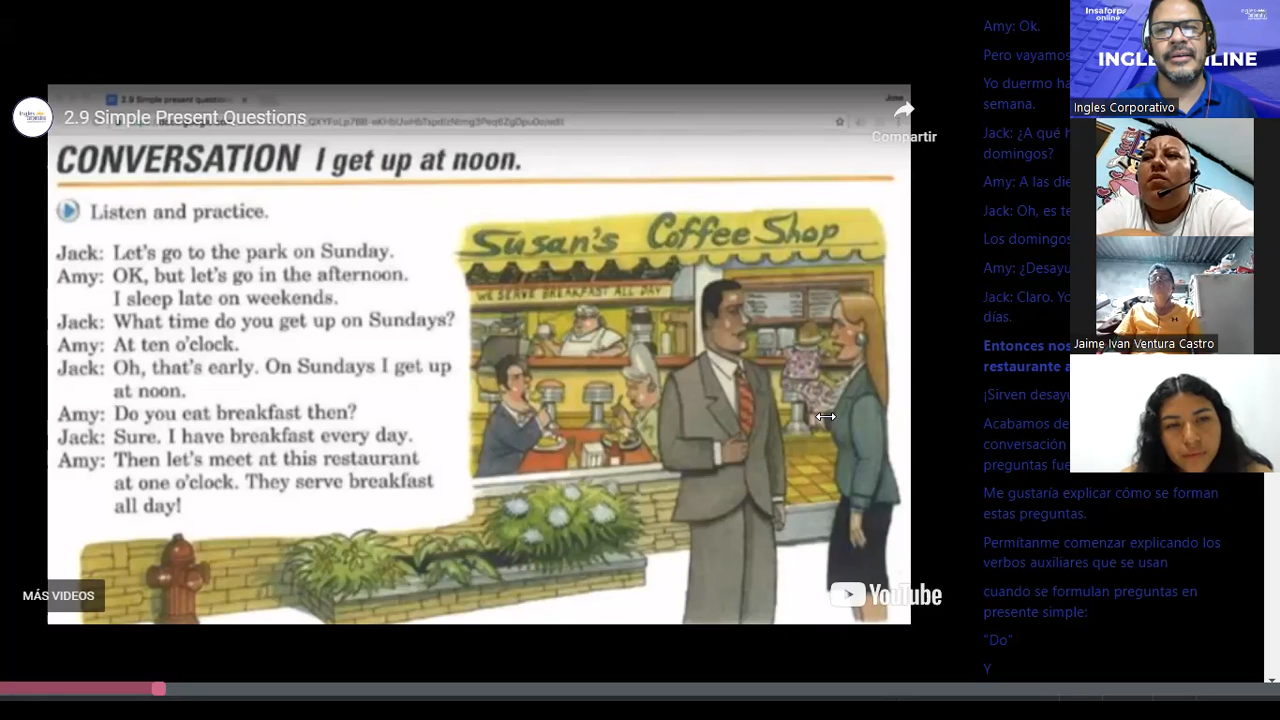 2.9 Simple present question
2.9 Simple Present Questions
Compartir
CONVERSATION I get up at noon.
Listen and practice.
Jack: Let's go to the park on Sunday.
Amy: OK, but let's go in the afternoon.
I sleep late on weekends.
Jack: What time do you get up on Sundays?
Amy: At ten o'clock.
Jack: Oh, that's early. On Sundays I get up
at noon.
Amy: Do you eat breakfast then?
Jack: Sure. I have breakfast every day.
Amy: Then let's meet at this restaurant
at one o'clock. They serve breakfast
all day!
Susan's Coffee Shop
WE SERVE BREAKFAST ALL DAY
MÁS VIDEOS
YouTube
Amy: Ok.
Pero vayamos
Yo duermo ha
semana.
Jack: ¿A qué h
domingos?
Amy: A las die
Jack: Oh, es te
Los domingos
Amy: ¿Desayu
Jack: Claro. Yo
días.
Entonces nos
restaurante a
¡Sirven desayu
Acabamos de
conversación
preguntas fue
Me gustaría explicar cómo se forman
estas preguntas.
Permítanme comenzar explicando los
verbos auxiliares que se usan
cuando se formulan preguntas en
presente simple:
"Do"
Y
Insaforp
online
INGLE NLINE
Ingles Corporativo
Jaime Ivan Ventura Castro